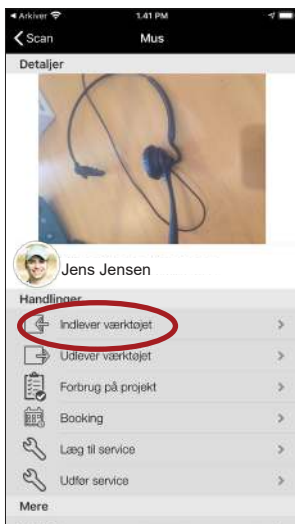 Arkiver 1.41 PM
Scan Mus
Detaljer
Jens Jensen
Handlinger
Indlever værktøjet
Udlever værktøjet
Forbrug på projekt
Booking
Læg til service
Udfør service
Mere